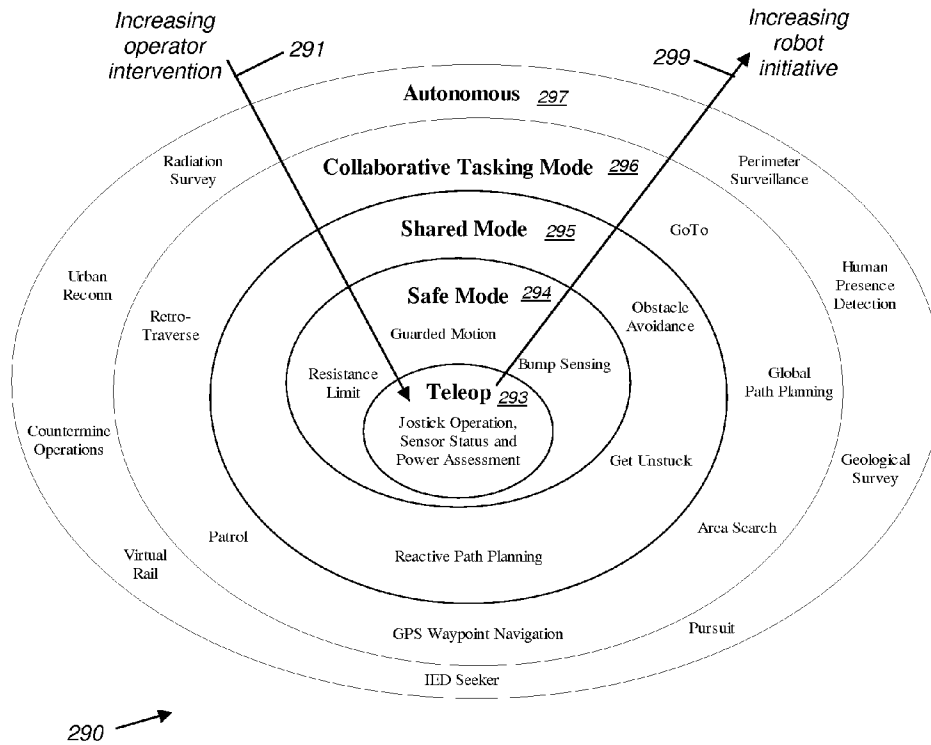 Increasing
operator
intervention
291
299
Increasing
robot
initiative
Autonomous 297
Radiation
Survey
Collaborative Tasking Mode 296
Perimeter
Surveillance
Shared Mode 295
GoTo
Urban
Reconn
Safe Mode 294
Human
Presence
Detection
Retro-
Traverse
Guarded Motion
Obstacle
Avoidance
Resistance
Limit
Bump Sensing
Global
Path Planning
Teleop 293
Jostick Operation,
Sensor Status and
Power Assessment
Countermine
Operations
Get Unstuck
Geological
Survey
Patrol
Area Search
Virtual
Rail
Reactive Path Planning
GPS Waypoint Navigation
Pursuit
IED Seeker
290